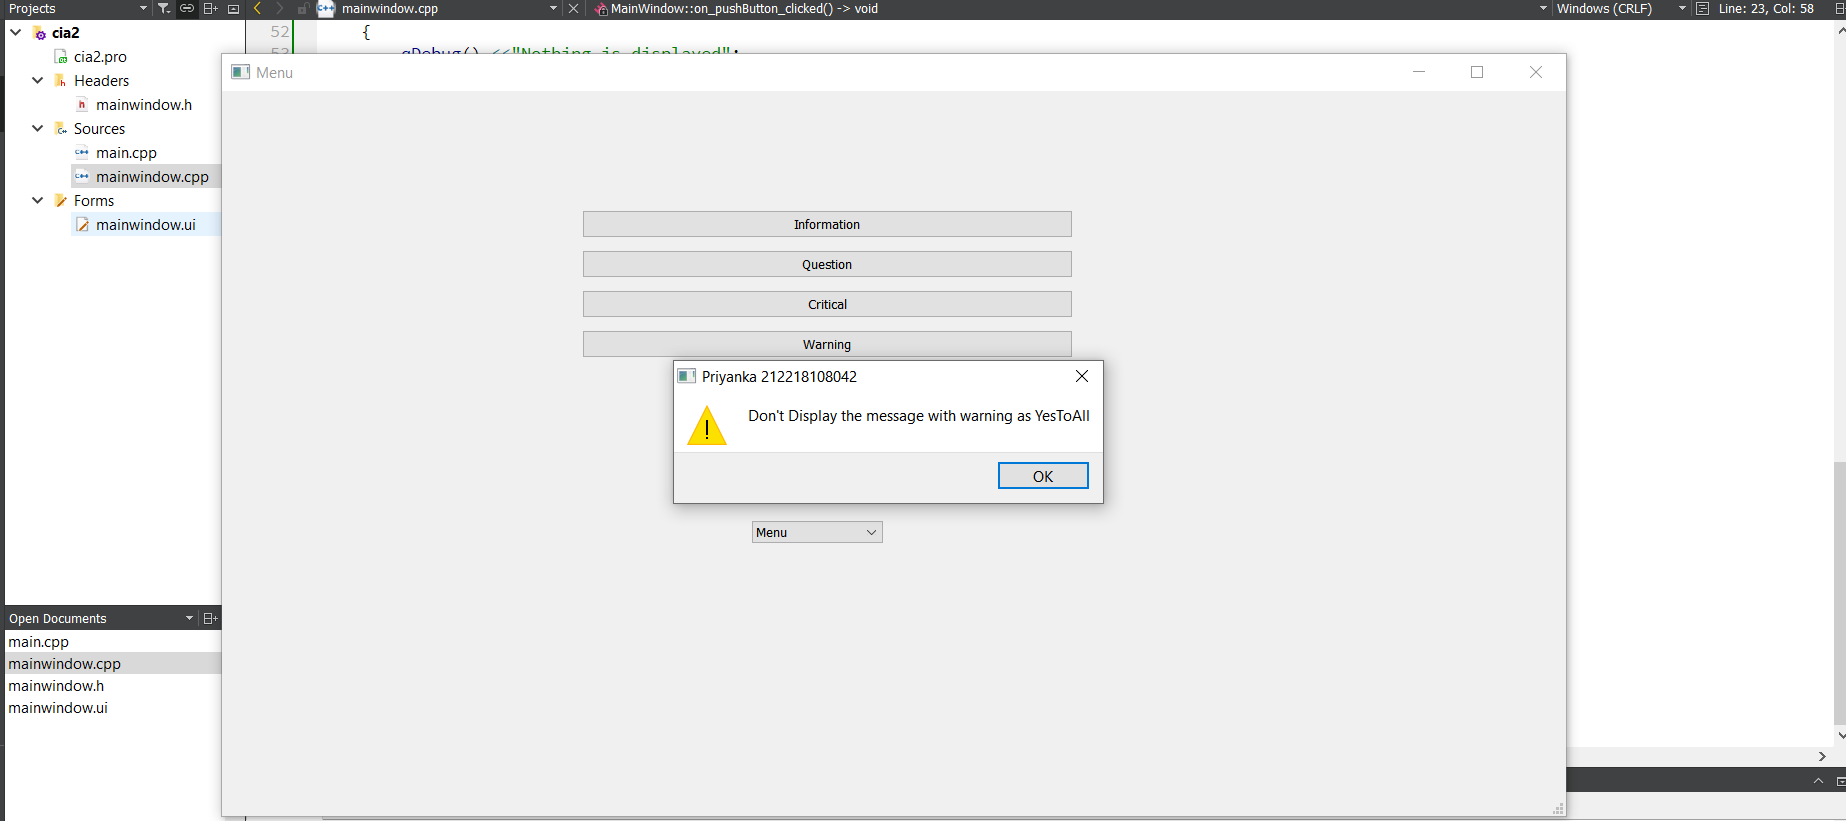 Projects
mainwindow.cpp
MainWindow::on_pushButton_clicked() -> void
Windows (CRLF)
Line: 23, Col: 58
cia2
cia2.pro
Headers
mainwindow.h
Sources
main.cpp
mainwindow.cpp
Forms
mainwindow.ui
52 {
53 qDebug() <<"Nothing is displayed";
Menu
Information
Question
Critical
Warning
Priyanka 212218108042
Don't Display the message with warning as YesToAll
OK
Menu
Open Documents
main.cpp
mainwindow.cpp
mainwindow.h
mainwindow.ui